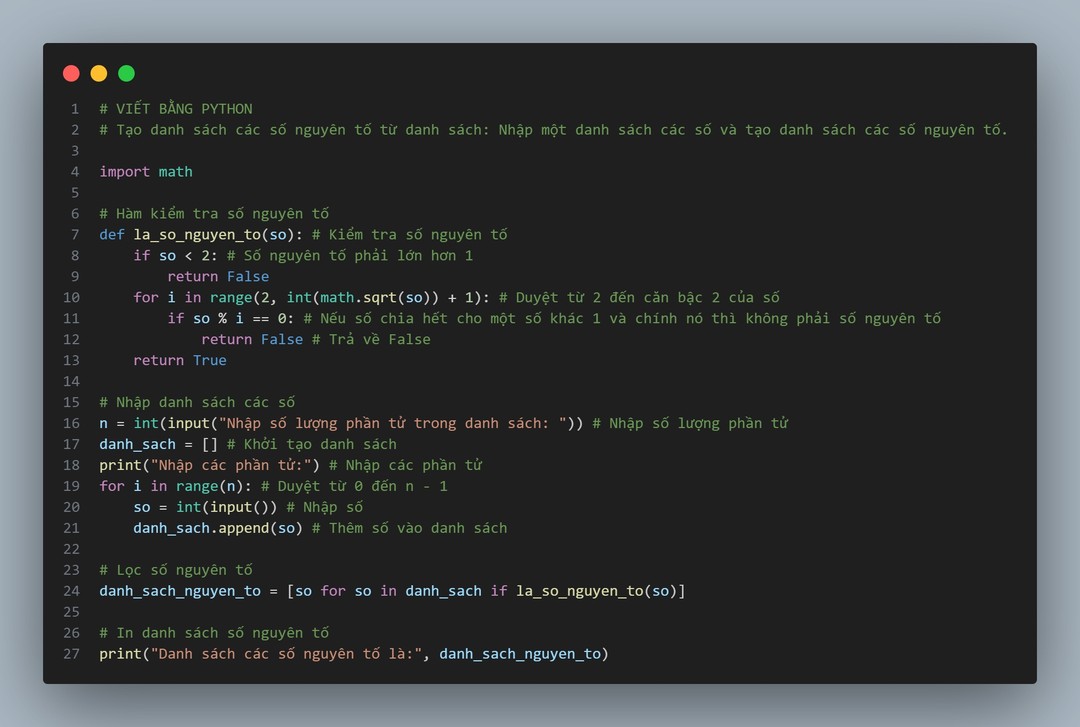 1 # VIẾT BẰNG PYTHON
2 # Tạo danh sách các số nguyên tố từ danh sách: Nhập một danh sách các số và tạo danh sách các số nguyên tố.
3
4 import math
5
6 # Hàm kiểm tra số nguyên tố
7 def la_so_nguyen_to(so): # Kiểm tra số nguyên tố
8     if so < 2: # Số nguyên tố phải lớn hơn 1
9         return False
10     for i in range(2, int(math.sqrt(so)) + 1): # Duyệt từ 2 đến căn bậc 2 của số
11         if so % i == 0: # Nếu số chia hết cho một số khác 1 và chính nó thì không phải số nguyên tố
12             return False # Trả về False
13     return True
14
15 # Nhập danh sách các số
16 n = int(input("Nhập số lượng phần tử trong danh sách: ")) # Nhập số lượng phần tử
17 danh_sach = [] # Khởi tạo danh sách
18 print("Nhập các phần tử:") # Nhập các phần tử
19 for i in range(n): # Duyệt từ 0 đến n - 1
20     so = int(input()) # Nhập số
21     danh_sach.append(so) # Thêm số vào danh sách
22
23 # Lọc số nguyên tố
24 danh_sach_nguyen_to = [so for so in danh_sach if la_so_nguyen_to(so)]
25
26 # In danh sách số nguyên tố
27 print("Danh sách các số nguyên tố là:", danh_sach_nguyen_to)